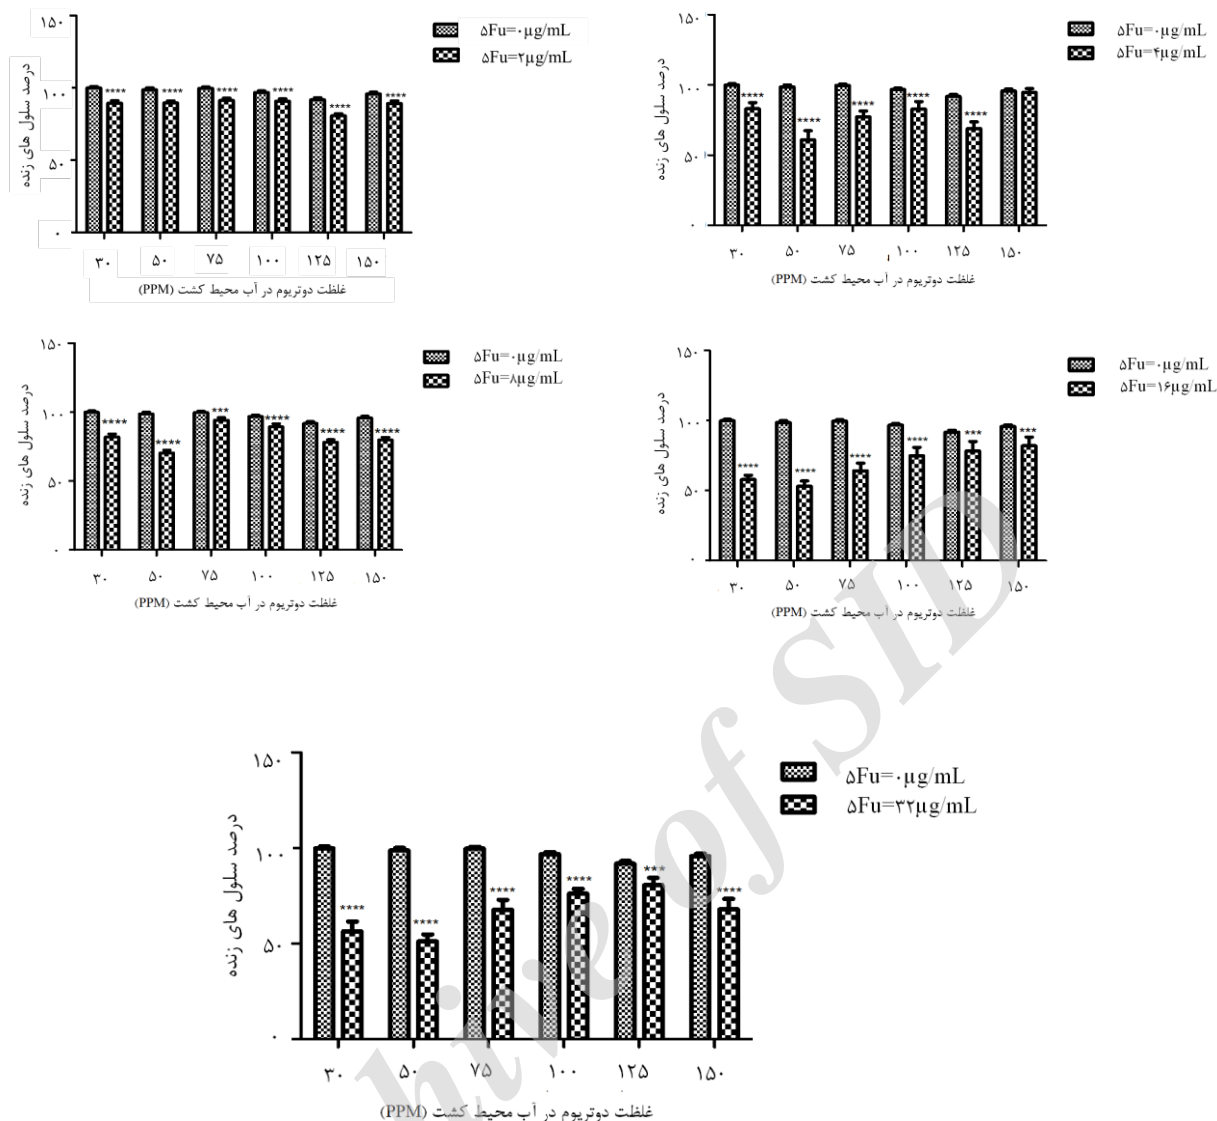 ۱۵۰
۱۰۰
۵۰
۰
درصد سلول های زنده
**** **** **** **** **** ****
۳۰ ۵۰ ۷۵ ۱۰۰ ۱۲۵ ۱۵۰
غلظت دوتریوم در آب محیط کشت (PPM)
۵Fu=۰µg/mL
۵Fu=۲µg/mL
۱۵۰
۱۰۰
۵۰
۰
درصد سلول های زنده
**** **** **** **** ****
۳۰ ۵۰ ۷۵ ۱۰۰ ۱۲۵ ۱۵۰
غلظت دوتریوم در آب محیط کشت (PPM)
۵Fu=۰µg/mL
۵Fu=۴µg/mL
۱۵۰
۱۰۰
۵۰
۰
درصد سلول های زنده
**** **** *** **** **** ****
۳۰ ۵۰ ۷۵ ۱۰۰ ۱۲۵ ۱۵۰
غلظت دوتریوم در آب محیط کشت (PPM)
۵Fu=۰µg/mL
۵Fu=۸µg/mL
۱۵۰
۱۰۰
۵۰
۰
درصد سلول های زنده
**** **** **** **** *** ***
۳۰ ۵۰ ۷۵ ۱۰۰ ۱۲۵ ۱۵۰
غلظت دوتریوم در آب محیط کشت (PPM)
۵Fu=۰µg/mL
۵Fu=۱۶µg/mL
۱۵۰
۱۰۰
۵۰
۰
درصد سلول های زنده
**** **** **** **** *** ****
۳۰ ۵۰ ۷۵ ۱۰۰ ۱۲۵ ۱۵۰
غلظت دوتریوم در آب محیط کشت (PPM)
۵Fu=۰µg/mL
۵Fu=۳۲µg/mL
hive of SID